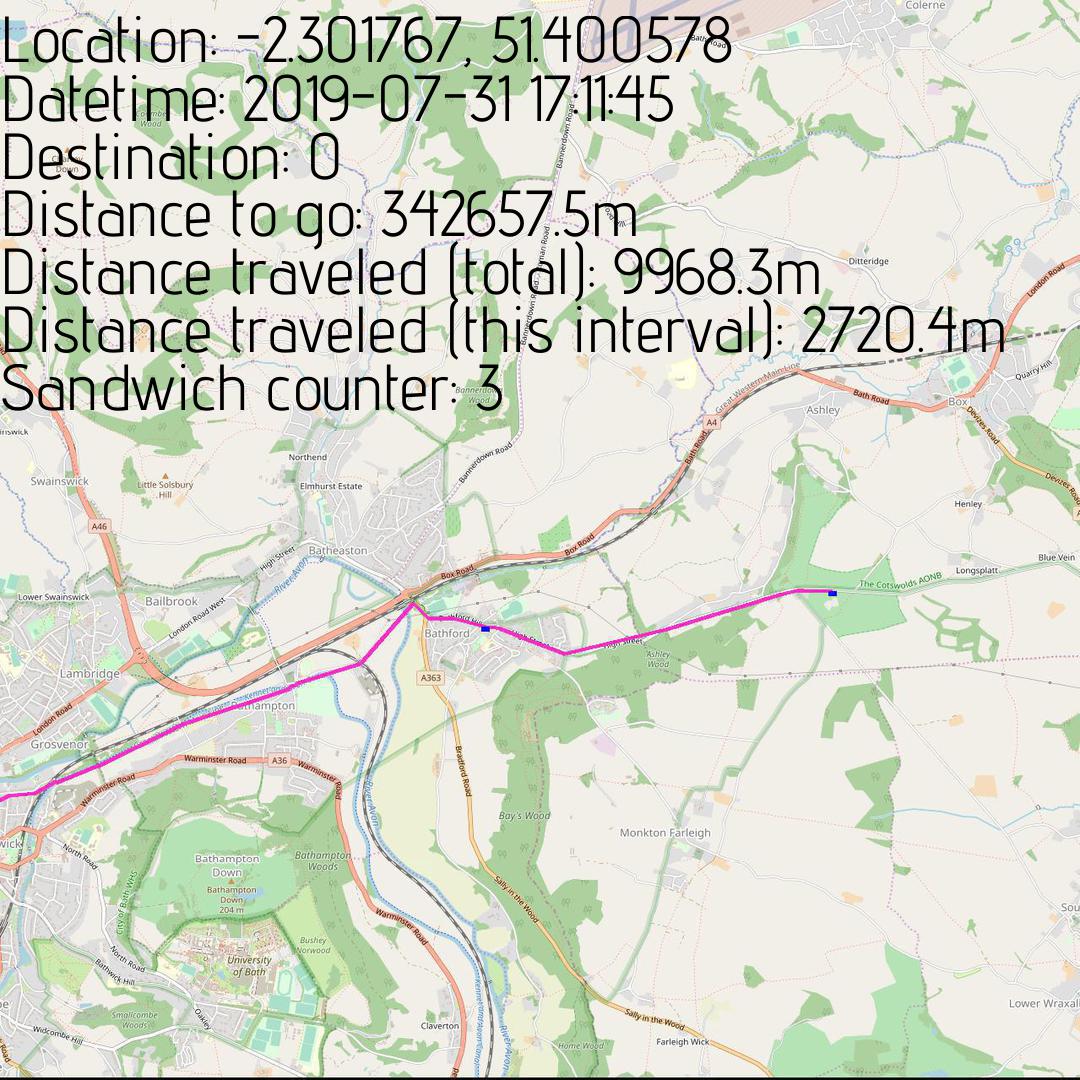 Location: -2.301767, 51.400578
Datetime: 2019-07-31 17:11:45
Destination: 0
Distance to go: 342657.5m
Distance traveled (total): 9968.3m
Distance traveled (this interval): 2720.4m
Sandwich counter: 3
Colerne
Bannerdown Road
Ditteridge
London Road
Bannerdown Road
Great Western Main Line
Quarry Hill
Bath Road
Box
Ashley
A4
Bath Road
Devizes Road
Bannerdown Road
Northend
Swainswick
Little Solsbury
Hill
Elmhurst Estate
Devizes Road
Henley
A46
Box Road
Batheaston
High Street
River Avon
Box Road
Blue Vein
Longsplatt
The Cotswolds AONB
Lower Swainswick
Bailbrook
London Road West
Bathford
High Street
Ashley
Wood
Lambridge
A363
London Road
Grosvenor
Warminster Road
A36
Warminster Road
Warminster Road
Bradford Road
River Avon
Bay's Wood
Monkton Farleigh
North Road
Bathampton
Down
Bathampton
Woods
Bathampton
Down
204 m
City of Bath WHS
Sally in the Wood
Warminster Road
Bushey
Norwood
North Road
University
of Bath
Bathwick Hill
Smallcombe
Woods
Oakley
Widcombe Hill
Claverton
River Avon
Home Wood
Sally in the Wood
Farleigh Wick
Lower Wraxall